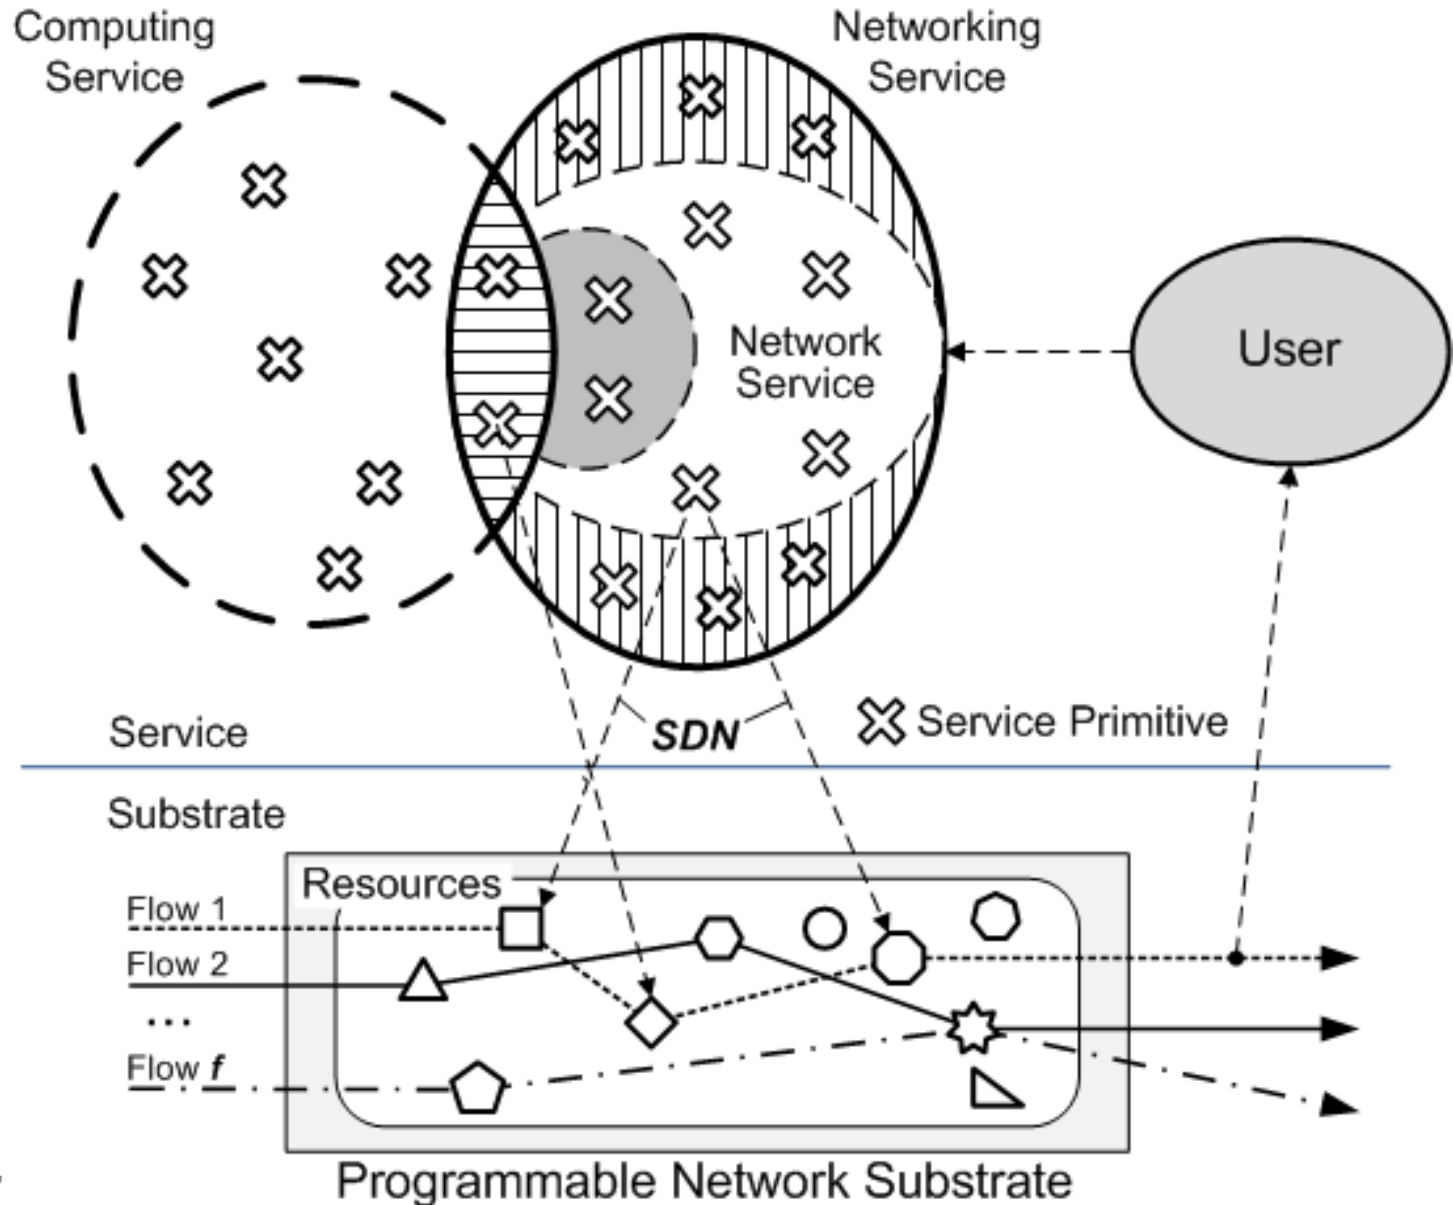 Computing
Service
Networking
Service
Network
Service
User
SDN
Service Primitive
Service
Substrate
Resources
Flow 1
Flow 2
...
Flow f
Programmable Network Substrate